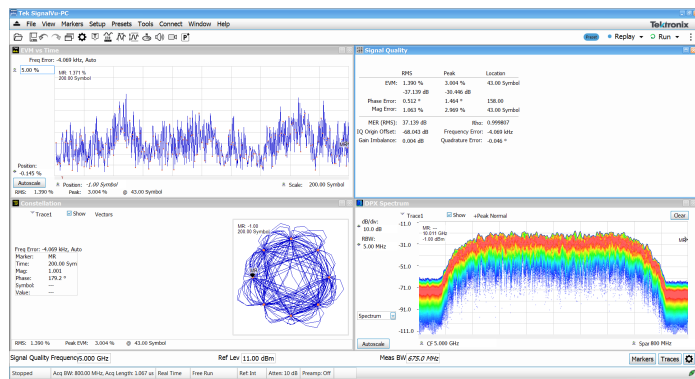 Tek SignalVu-PC
File View Markers Setup Presets Tools Connect Window Help
Tektronix
Replay Run
EVM vs Time
Freq Error: -4.069 kHz, Auto
5.00 %
MR: 1.371 %
200.00 Symbol
Position:
-0.145 %
Autoscale
Position: -1.00 Symbol
Scale: 200.00 Symbol
RMS: 1.390 % Peak: 3.004 % @ 43.00 Symbol
Signal Quality
RMS Peak Location
EVM: 1.390 % 3.004 % 43.00 Symbol
-37.139 dB -30.446 dB
Phase Error: 0.512 ° 1.464 ° 158.00
Mag Error: 1.063 % 2.969 % 43.00 Symbol
MER (RMS): 37.139 dB Rho: 0.999807
IQ Origin Offset: -68.043 dB Frequency Error: -4.069 kHz
Gain Imbalance: 0.004 dB Quadrature Error: -0.046 °
Constellation
Trace1 Show Vectors
MR: -1.00
200.00 Symbol
Freq Error: -4.069 kHz, Auto
Marker: MR
Time: 200.00 Sym
Mag: 1.001
Phase: 179.2 °
Symbol: ---
Value: ---
RMS: 1.390 % Peak EVM: 3.004 % @ 43.00 Symbol
DPX Spectrum
Trace1 Show +Peak Normal
Clear
dB/div:
10.0 dB
RBW:
5.00 MHz
-11.0
-31.0
-51.0
-71.0
-91.0
-111.0
MR: ---
10.011 GHz
-1.00 dBm
MR
Spectrum
Autoscale
CF 5.000 GHz
Span 800 MHz
Signal Quality Frequency 5.000 GHz
Ref Lev 11.00 dBm
Meas BW 675.0 MHz
Markers Traces
Stopped Acq BW: 800.00 MHz, Acq Length: 1.067 us Real Time Free Run Ref Int Atten: 10 dB Preamp: Off